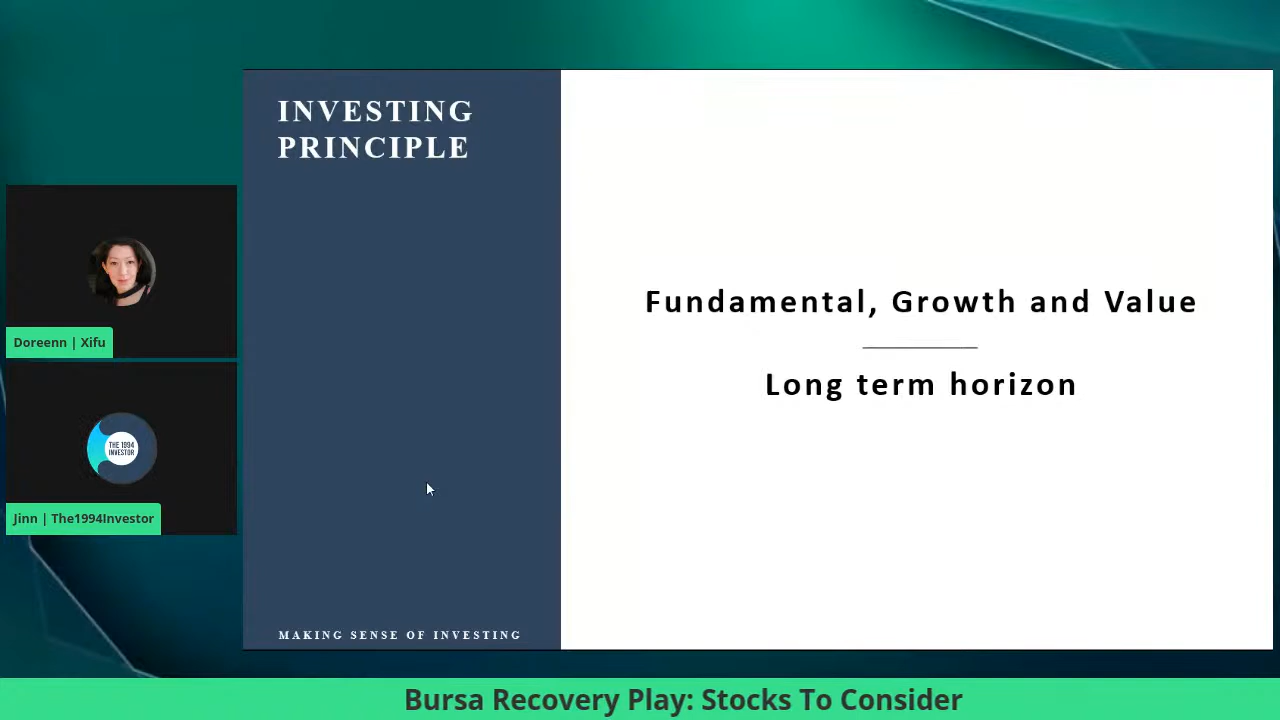 INVESTING
PRINCIPLE
Fundamental, Growth and Value
Long term horizon
MAKING SENSE OF INVESTING
Doreenn | Xifu
THE 1994
INVESTOR
Jinn | The1994Investor
Bursa Recovery Play: Stocks To Consider